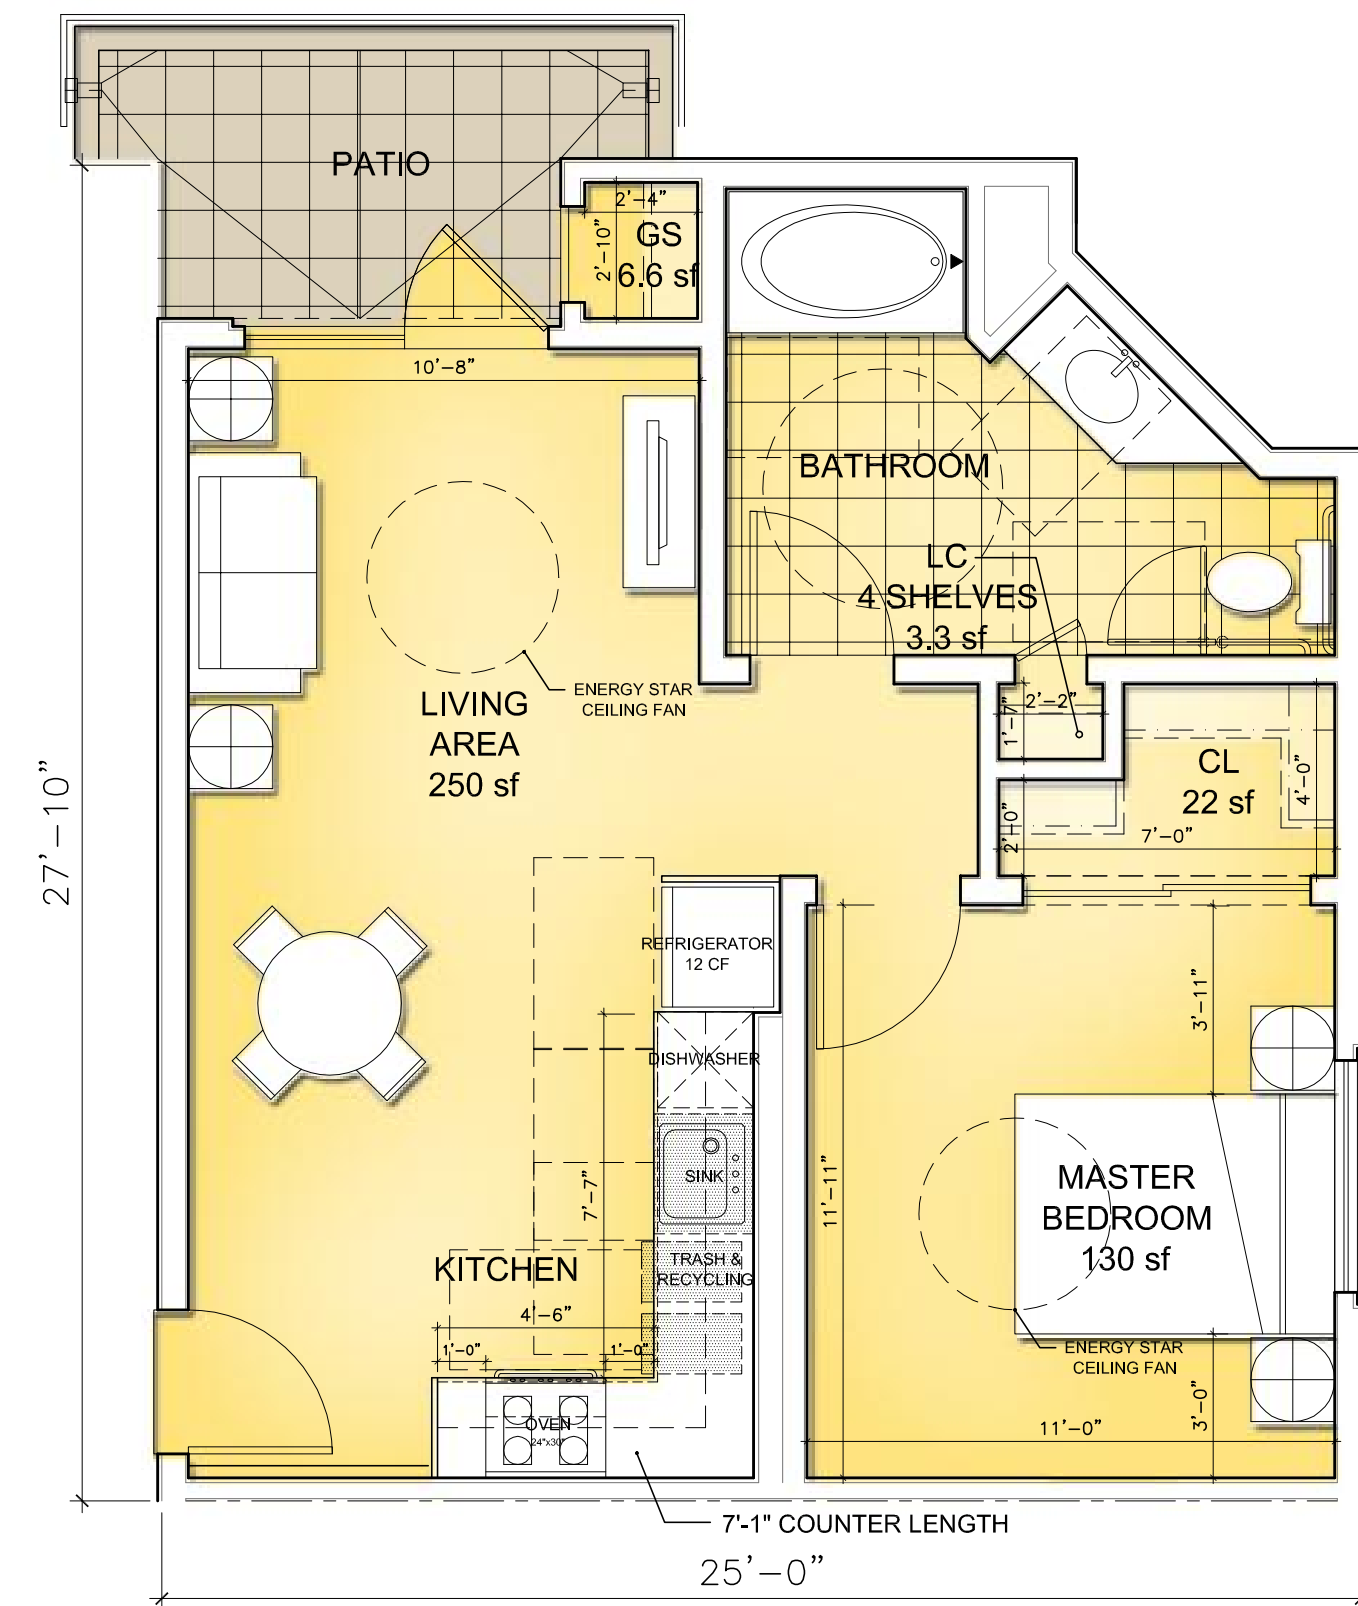 PATIO
2'-4"
2'-10"
GS
6.6 sf
10'-8"
BATHROOM
LC
4 SHELVES
3.3 sf
ENERGY STAR
CEILING FAN
LIVING
AREA
250 sf
2'-2"
1'-7"
CL
22 sf
4'-0"
2'-0"
7'-0"
27'-10"
REFRIGERATOR
12 CF
3'-11"
DISHWASHER
SINK
7'-7"
11'-11"
MASTER
BEDROOM
130 sf
TRASH &
RECYCLING
KITCHEN
4'-6"
1'-0"
1'-0"
ENERGY STAR
CEILING FAN
3'-0"
OVEN
24"x30"
11'-0"
7'-1" COUNTER LENGTH
25'-0"